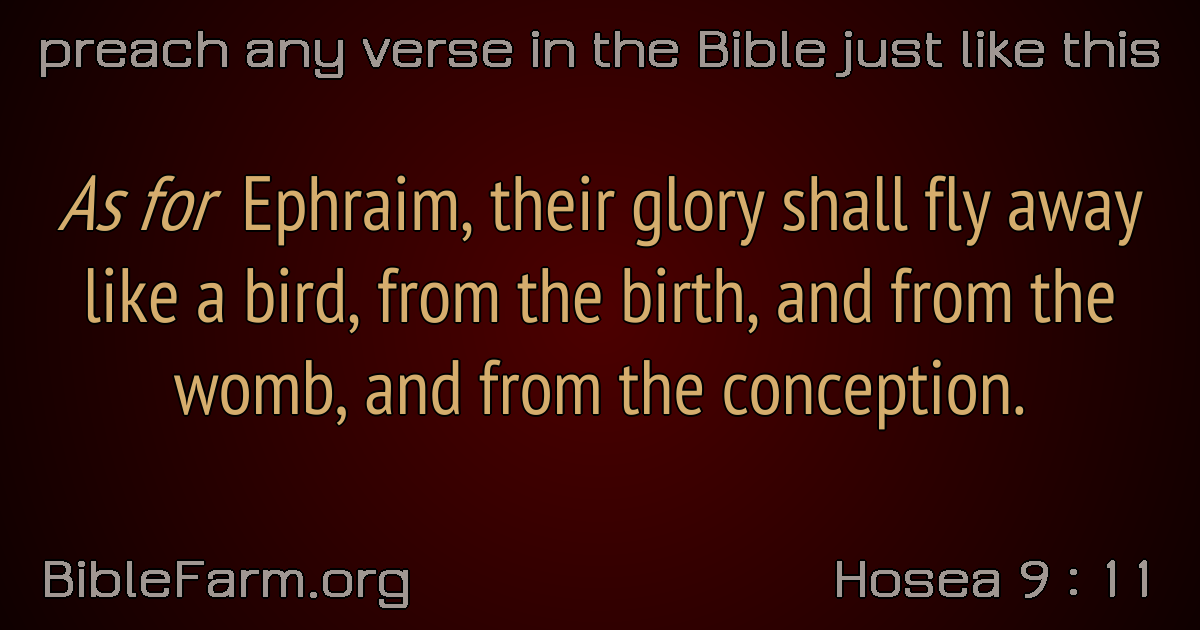 preach any verse in the Bible just like this
As for Ephraim, their glory shall fly away
like a bird, from the birth, and from the
womb, and from the conception.
BibleFarm.org
Hosea 9 : 11